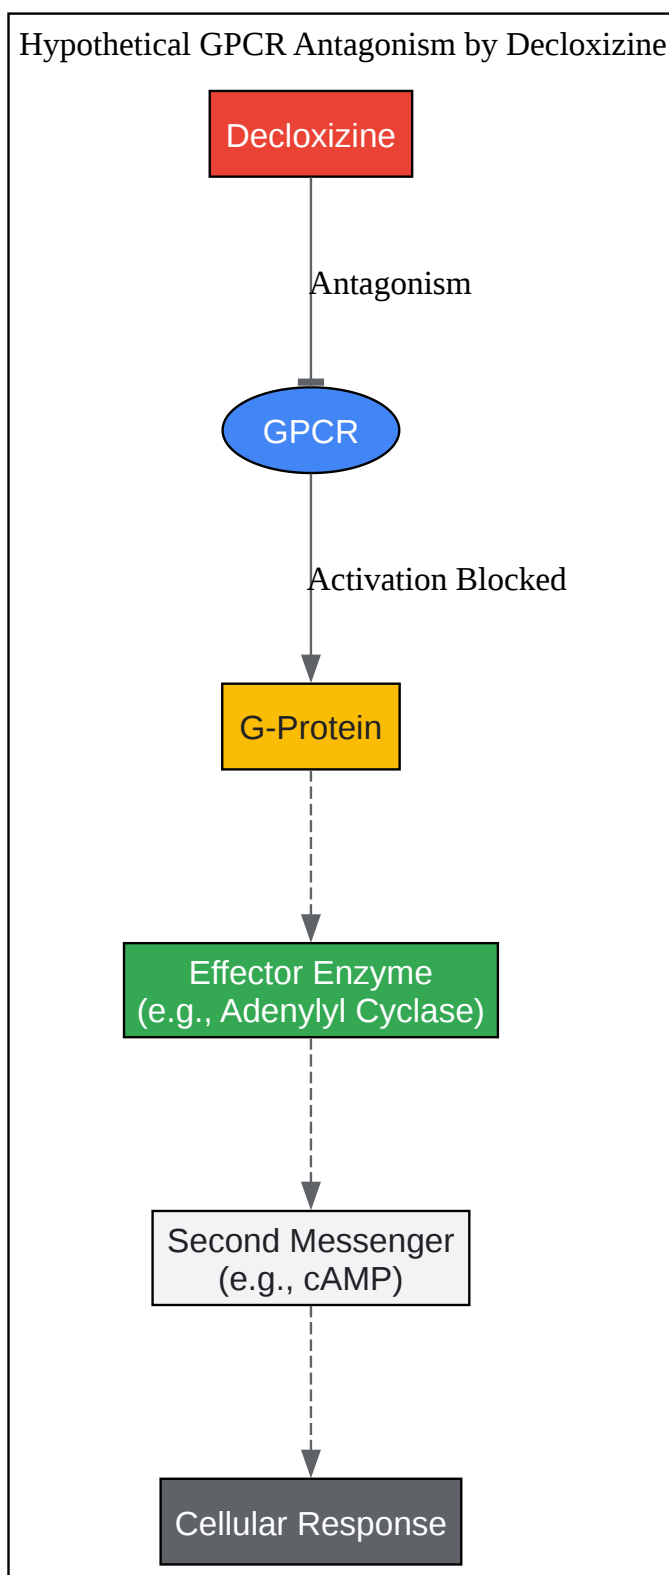 Hypothetical GPCR Antagonism by Decloxizine
Decloxizine
Antagonism
GPCR
Activation Blocked
G-Protein
Effector Enzyme
(e.g., Adenylyl Cyclase)
Second Messenger
(e.g., cAMP)
Cellular Response